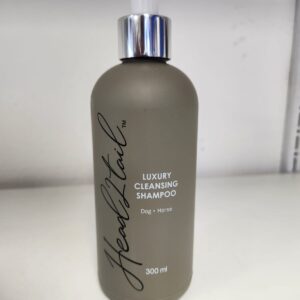 Head2tail™
LUXURY
CLEANSING
SHAMPOO
Dog • Horse
300 ml